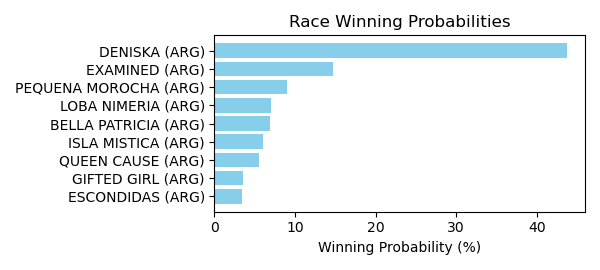 Race Winning Probabilities
DENISKA (ARG)
EXAMINED (ARG)
PEQUENA MOROCHA (ARG)
LOBA NIMERIA (ARG)
BELLA PATRICIA (ARG)
ISLA MISTICA (ARG)
QUEEN CAUSE (ARG)
GIFTED GIRL (ARG)
ESCONDIDAS (ARG)
0 10 20 30 40
Winning Probability (%)